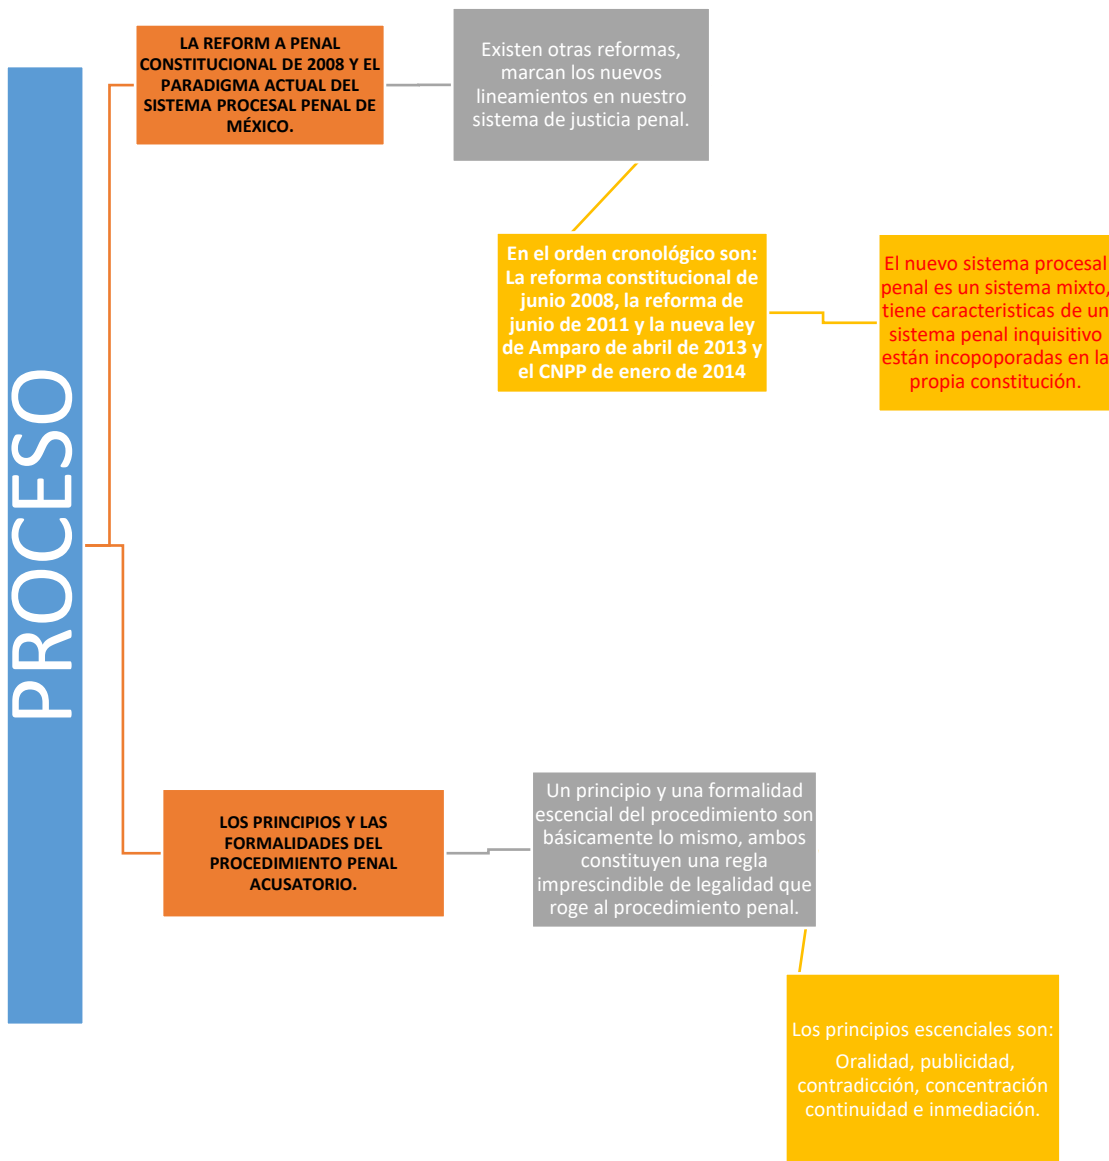 PROCESO
LA REFORM A PENAL
CONSTITUCIONAL DE 2008 Y EL
PARADIGMA ACTUAL DEL
SISTEMA PROCESAL PENAL DE
MÉXICO.
Existen otras reformas,
marcan los nuevos
lineamientos en nuestro
sistema de justicia penal.
En el orden cronológico son:
La reforma constitucional de
junio 2008, la reforma de
junio de 2011 y la nueva ley
de Amparo de abril de 2013 y
el CNPP de enero de 2014
El nuevo sistema procesal
penal es un sistema mixto,
tiene caracteristicas de un
sistema penal inquisitivo
están incopoporadas en la
propia constitución.
LOS PRINCIPIOS Y LAS
FORMALIDADES DEL
PROCEDIMIENTO PENAL
ACUSATORIO.
Un principio y una formalidad
escencial del procedimiento son
básicamente lo mismo, ambos
constituyen una regla
imprescindible de legalidad que
roge al procedimiento penal.
Los principios escenciales son:
Oralidad, publicidad,
contradicción, concentración
continuidad e inmediación.